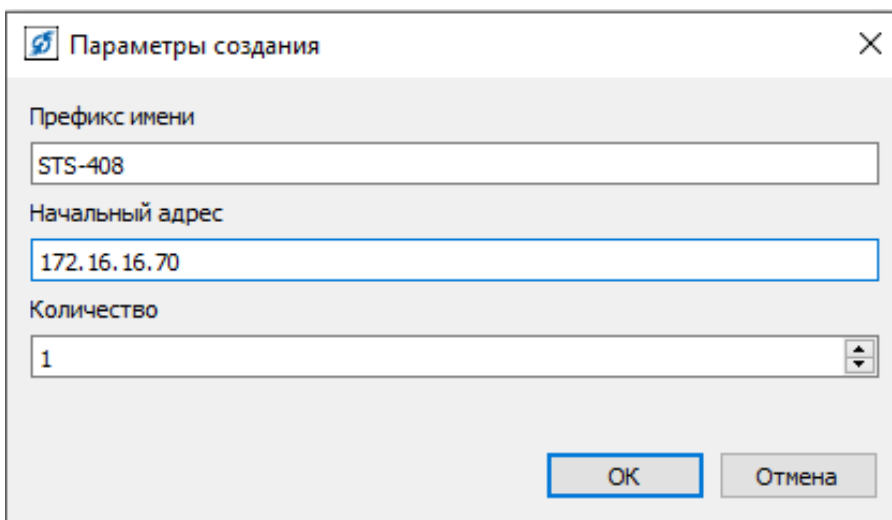 Параметры создания
Префикс имени
STS-408
Начальный адрес
172.16.16.70
Количество
1
OK
Отмена